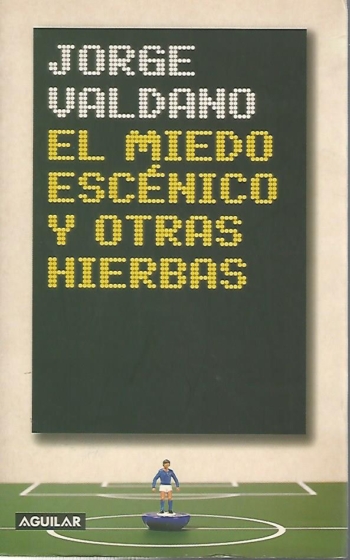 JORGE
VALDANO
EL MIEDO
ESCÉNICO
Y OTRAS
HIERBAS
AGUILAR